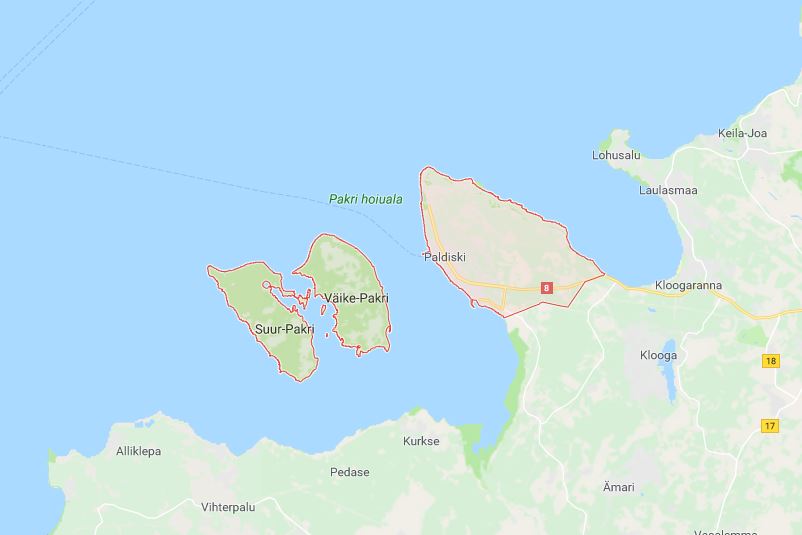 Keila-Joa
Lohusalu
Laulasmaa
Pakri hoiuala
Paldiski
Kloogaranna
8
Väike-Pakri
Suur-Pakri
Klooga
18
17
Kurkse
Alliklepa
Pedase
Ämari
Vihterpalu